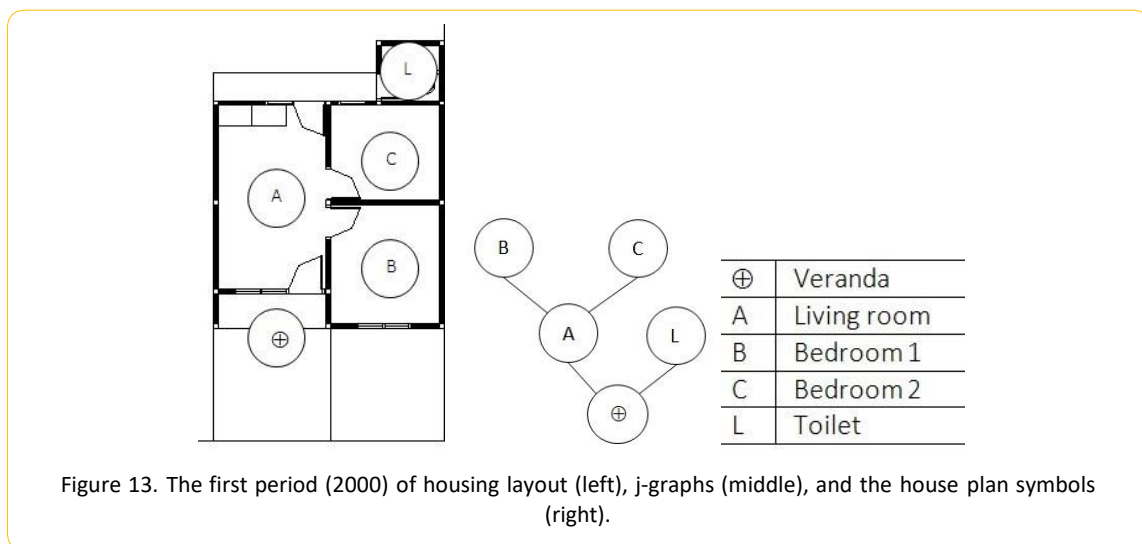 L
C
A
B
⊕
B
C
A
L
⊕
⊕ Veranda
A Living room
B Bedroom 1
C Bedroom 2
L Toilet
Figure 13. The first period (2000) of housing layout (left), j-graphs (middle), and the house plan symbols
(right).